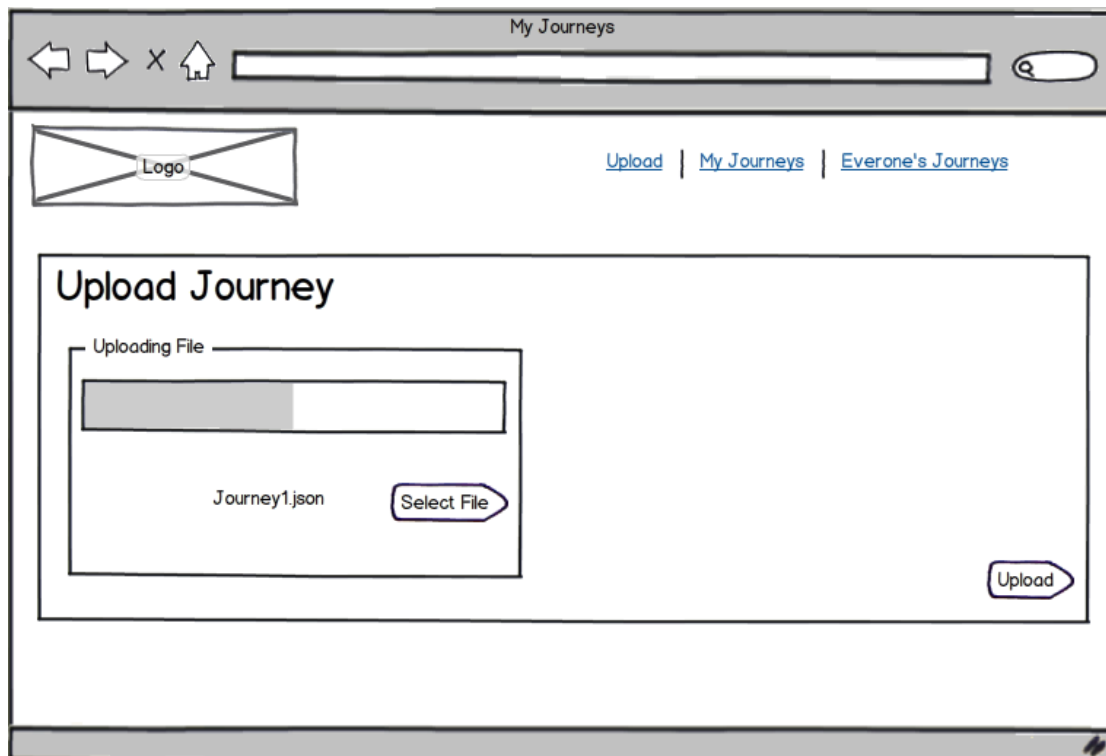 My Journeys
Logo
Upload | My Journeys | Everone's Journeys
Upload Journey
Uploading File
Journey1.json
Select File
Upload